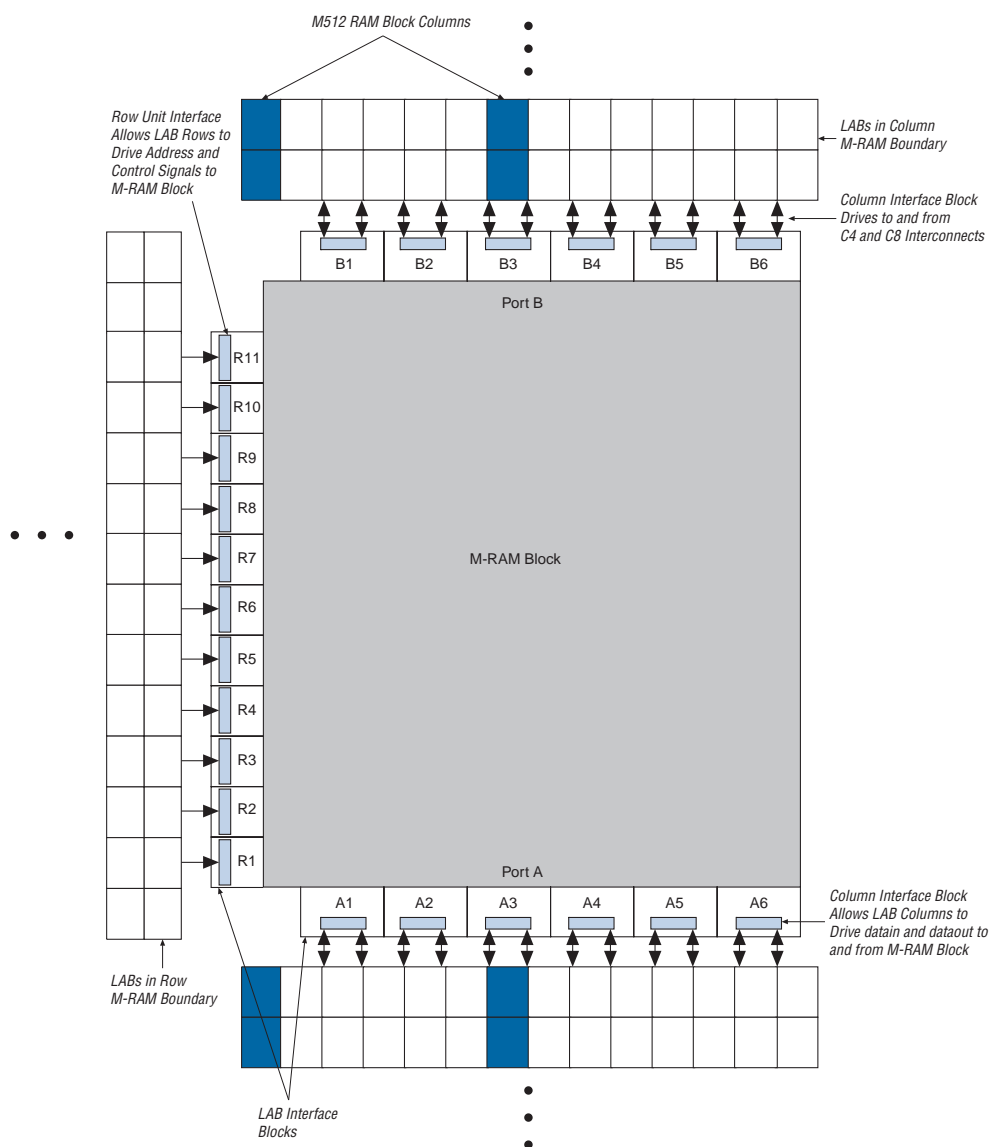 M512 RAM Block Columns
Row Unit Interface
Allows LAB Rows to
Drive Address and
Control Signals to
M-RAM Block
LABs in Column
M-RAM Boundary
Column Interface Block
Drives to and from
C4 and C8 Interconnects
B1 B2 B3 B4 B5 B6
Port B
R11
R10
R9
R8
R7
M-RAM Block
R6
R5
R4
R3
R2
R1
Port A
A1 A2 A3 A4 A5 A6
Column Interface Block
Allows LAB Columns to
Drive datain and dataout to
and from M-RAM Block
LABs in Row
M-RAM Boundary
LAB Interface
Blocks